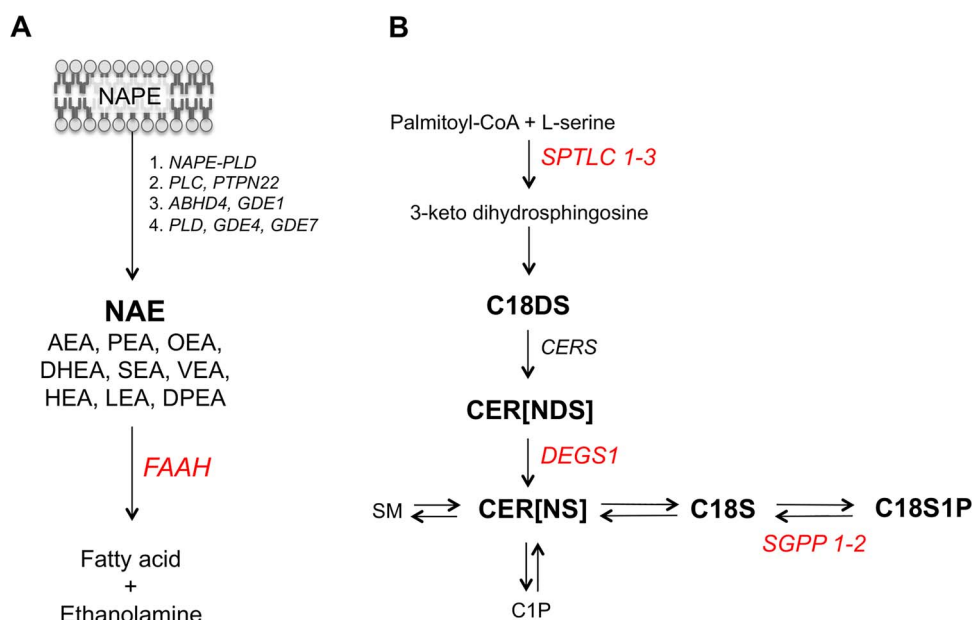 A
NAPE
1. NAPE-PLD
2. PLC, PTPN22
3. ABHD4, GDE1
4. PLD, GDE4, GDE7
NAE
AEA, PEA, OEA,
DHEA, SEA, VEA,
HEA, LEA, DPEA
FAAH
Fatty acid
+
Ethanolamine
B
Palmitoyl-CoA + L-serine
SPTLC 1-3
3-keto dihydrosphingosine
C18DS
CERS
CER[NDS]
DEGS1
SM CER[NS] C18S C18S1P
SGPP 1-2
C1P